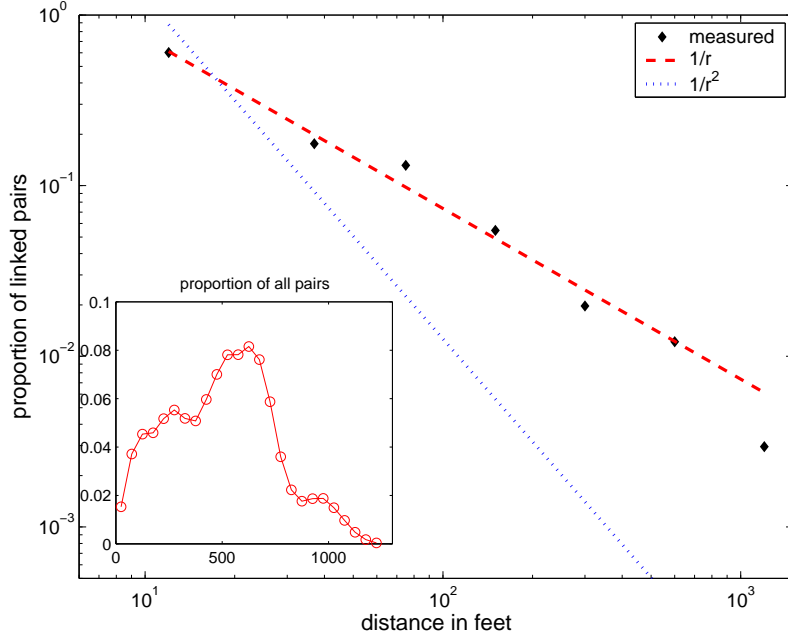 10^0
10^-1
10^-2
10^-3
proportion of linked pairs
measured
1/r
1/r^2
proportion of all pairs
0.1
0.08
0.06
0.04
0.02
0
0 500 1000
10^1 10^2 10^3
distance in feet